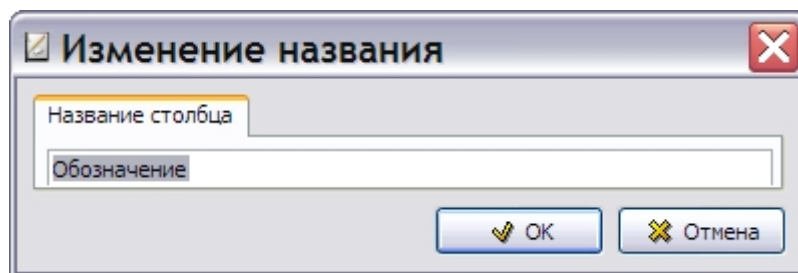 Изменение названия
Название столбца
Обозначение
OK
Отмена